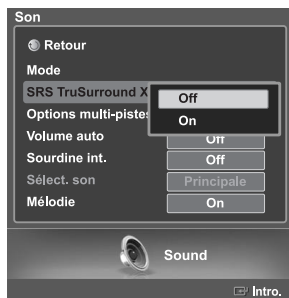 Son
Retour
Mode
SRS TruSurround X
Off
On
Options multi-pistes
Volume auto Off
Sourdine int. Off
Sélect. son Principale
Mélodie On
Sound
Intro.